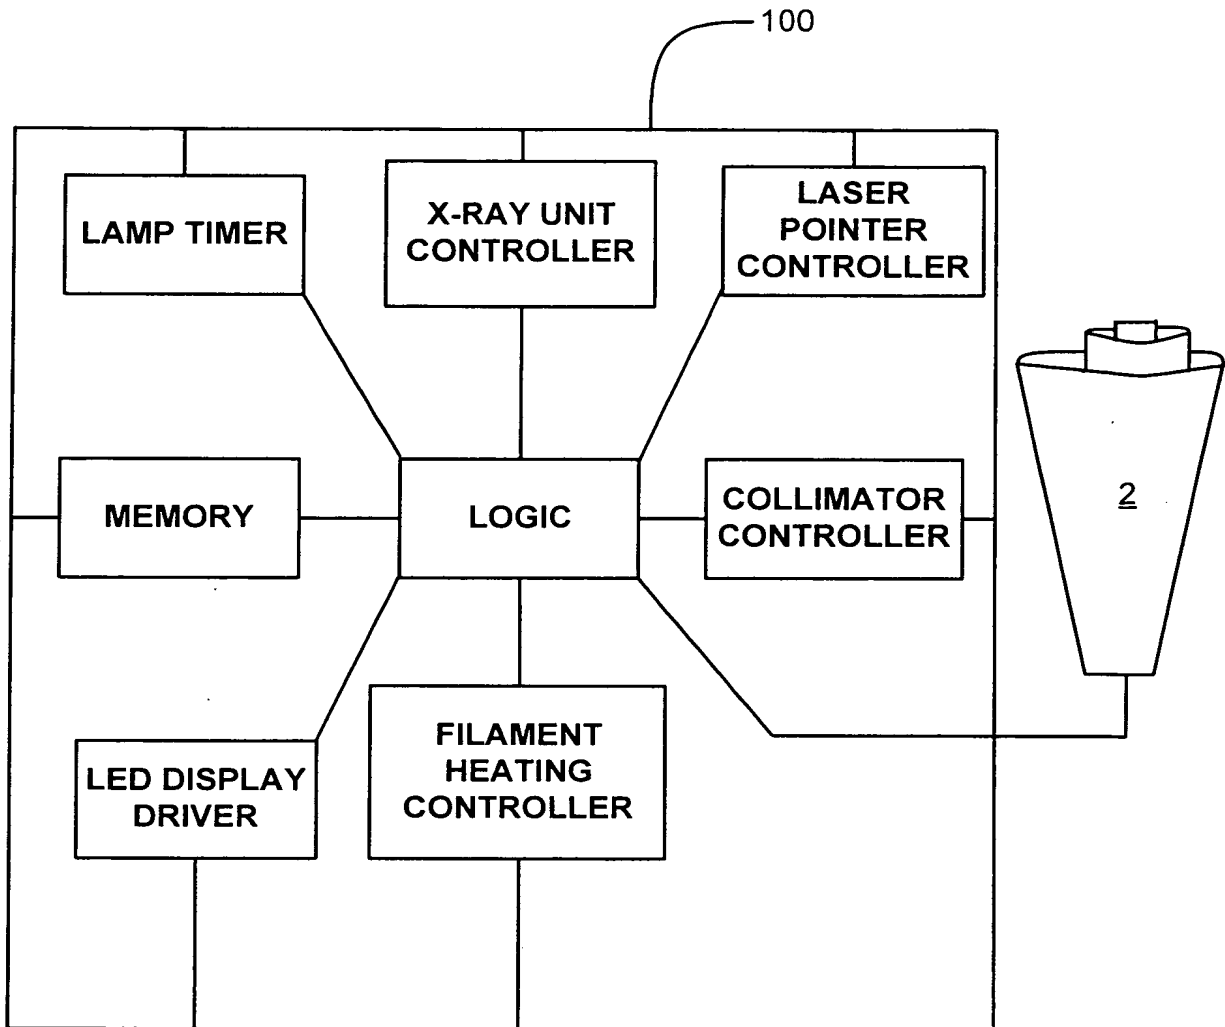 100
LAMP TIMER
X-RAY UNIT
CONTROLLER
LASER
POINTER
CONTROLLER
MEMORY
LOGIC
COLLIMATOR
CONTROLLER
2
LED DISPLAY
DRIVER
FILAMENT
HEATING
CONTROLLER